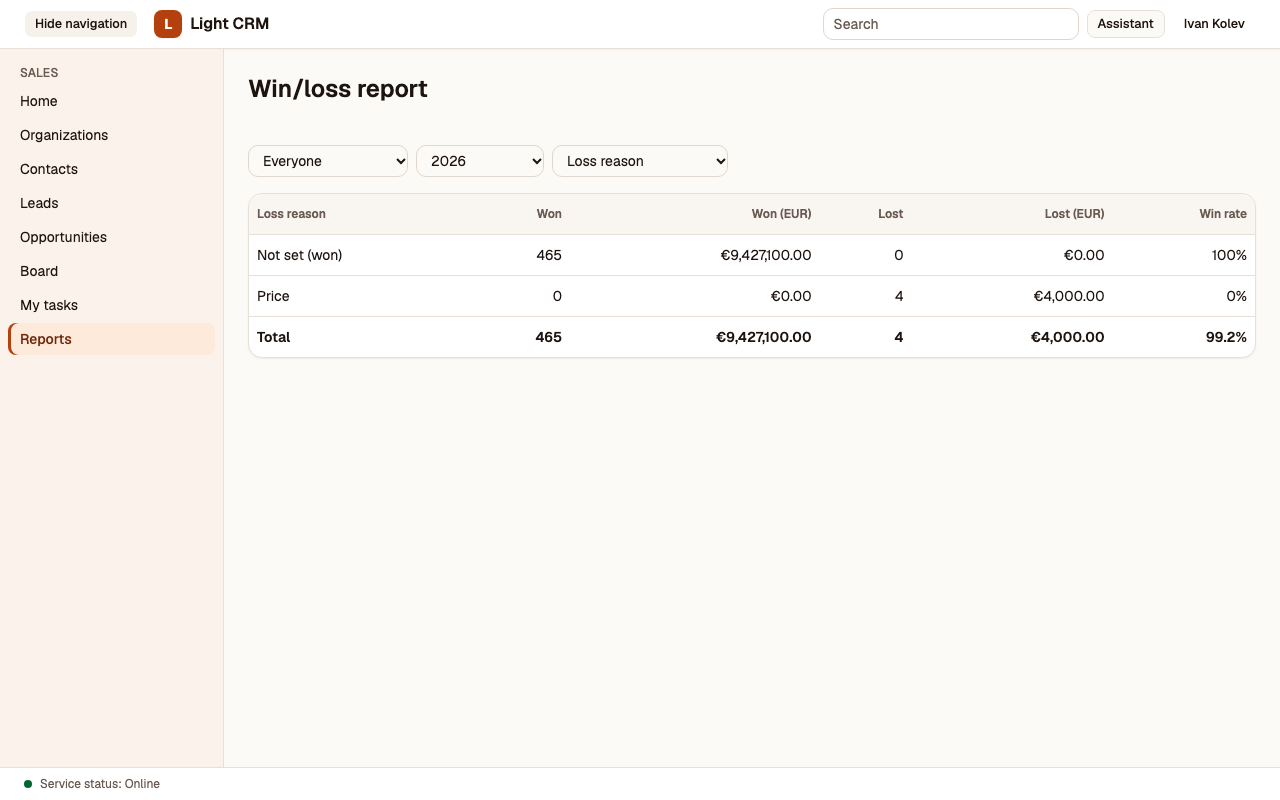 Hide navigation L Light CRM Search Assistant Ivan Kolev
SALES
Home
Organizations
Contacts
Leads
Opportunities
Board
My tasks
Reports
Win/loss report
Everyone 2026 Loss reason
Loss reason Won Won (EUR) Lost Lost (EUR) Win rate
Not set (won) 465 €9,427,100.00 0 €0.00 100%
Price 0 €0.00 4 €4,000.00 0%
Total 465 €9,427,100.00 4 €4,000.00 99.2%
Service status: Online